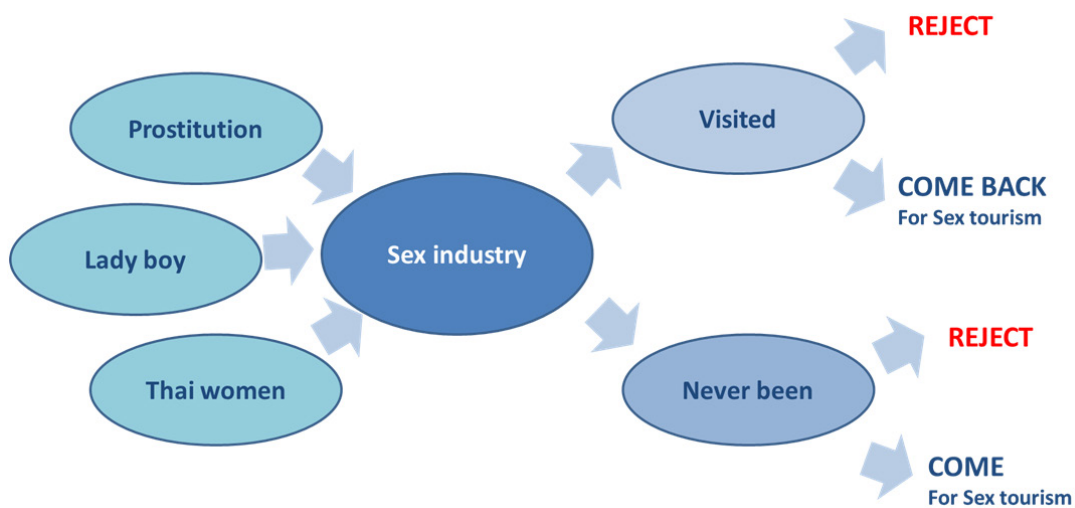 REJECT
Prostitution
Visited
COME BACK
For Sex tourism
Lady boy
Sex industry
REJECT
Thai women
Never been
COME
For Sex tourism